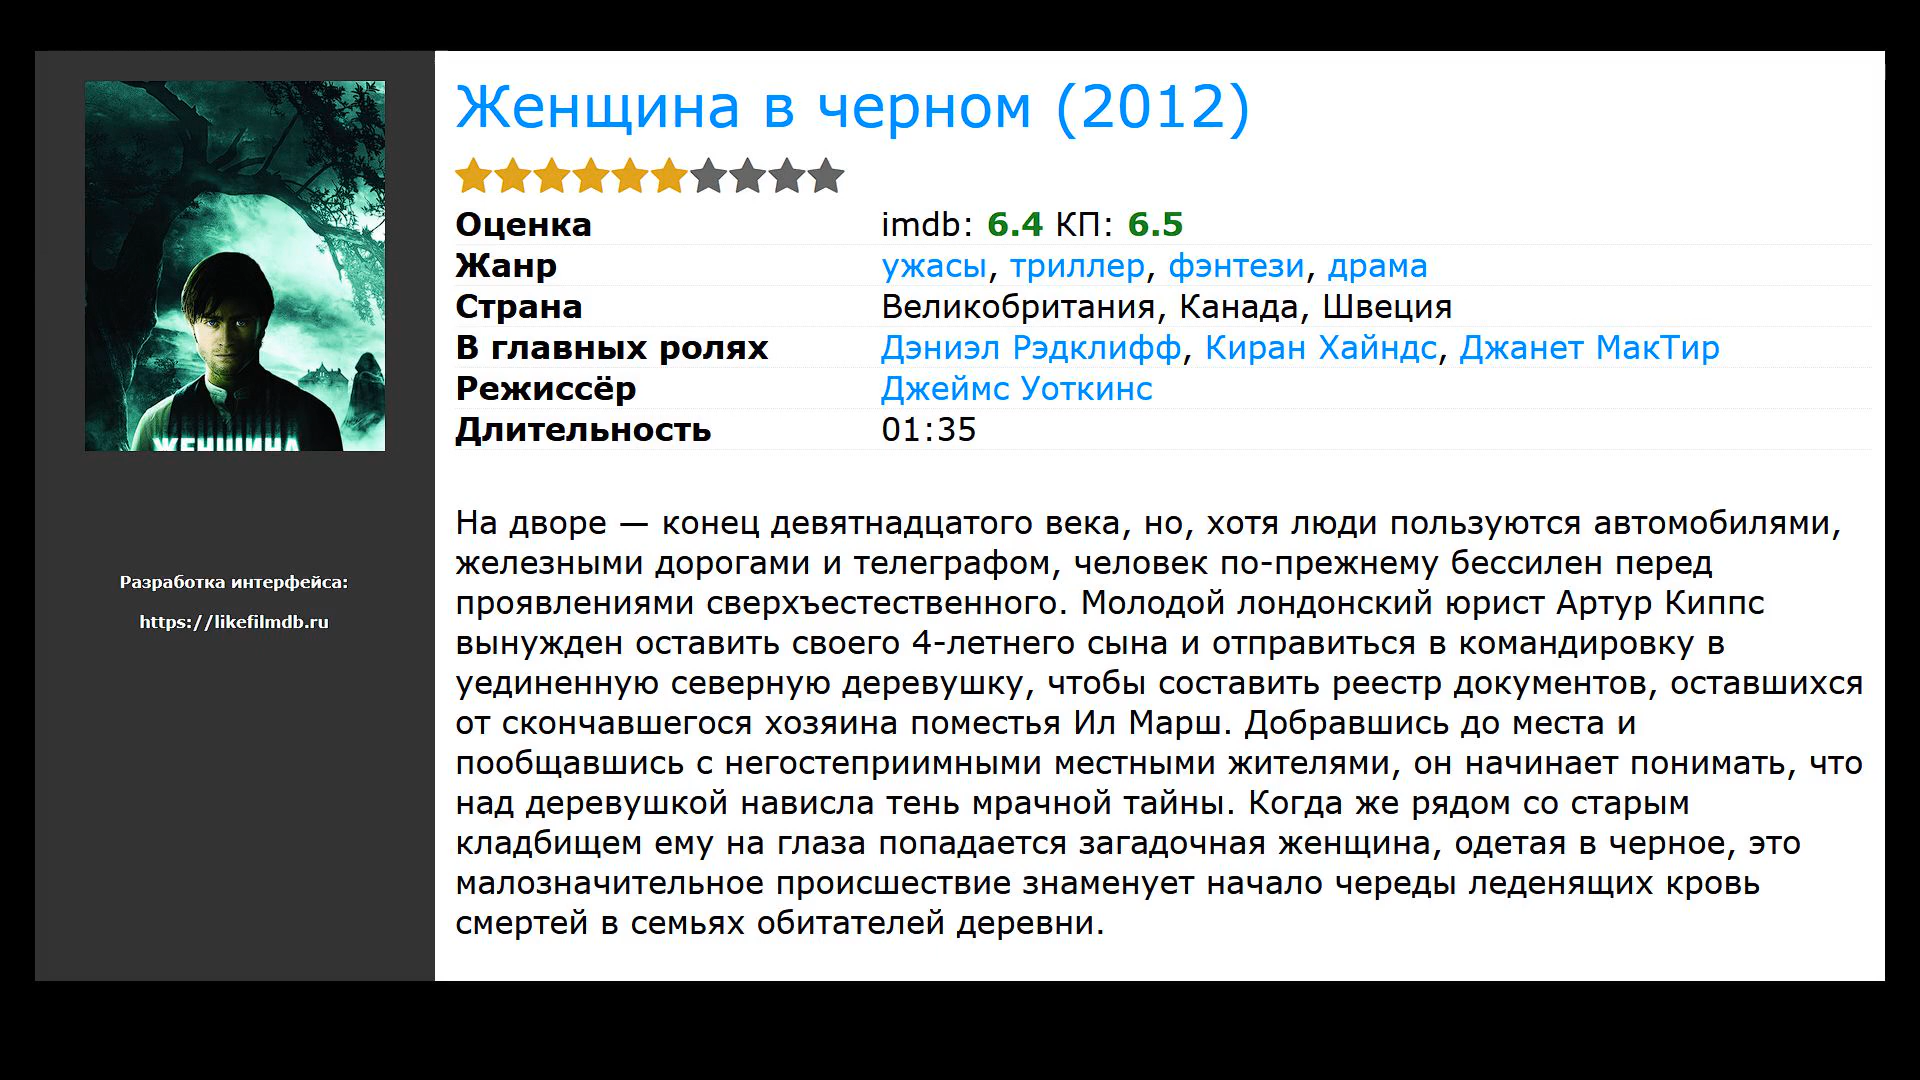 ЖЕНЩИНА
Разработка интерфейса:
https://likefilmdb.ru
Женщина в черном (2012)
Оценка imdb: 6.4 КП: 6.5
Жанр ужасы, триллер, фэнтези, драма
Страна Великобритания, Канада, Швеция
В главных ролях Дэниэл Рэдклифф, Киран Хайндс, Джанет МакТир
Режиссёр Джеймс Уоткинс
Длительность 01:35
На дворе — конец девятнадцатого века, но, хотя люди пользуются автомобилями,
железными дорогами и телеграфом, человек по-прежнему бессилен перед
проявлениями сверхъестественного. Молодой лондонский юрист Артур Киппс
вынужден оставить своего 4-летнего сына и отправиться в командировку в
уединенную северную деревушку, чтобы составить реестр документов, оставшихся
от скончавшегося хозяина поместья Ил Марш. Добравшись до места и
пообщавшись с негостеприимными местными жителями, он начинает понимать, что
над деревушкой нависла тень мрачной тайны. Когда же рядом со старым
кладбищем ему на глаза попадается загадочная женщина, одетая в черное, это
малозначительное происшествие знаменует начало череды леденящих кровь
смертей в семьях обитателей деревни.